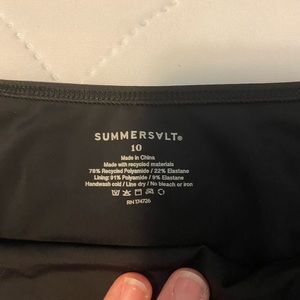 SUMMERSALT®
10
Made in China
Made with recycled materials
78% Recycled Polyamide / 22% Elastane
Lining: 91% Polyamide / 9% Elastane
Handwash cold / Line dry / No bleach or iron
RN 134726